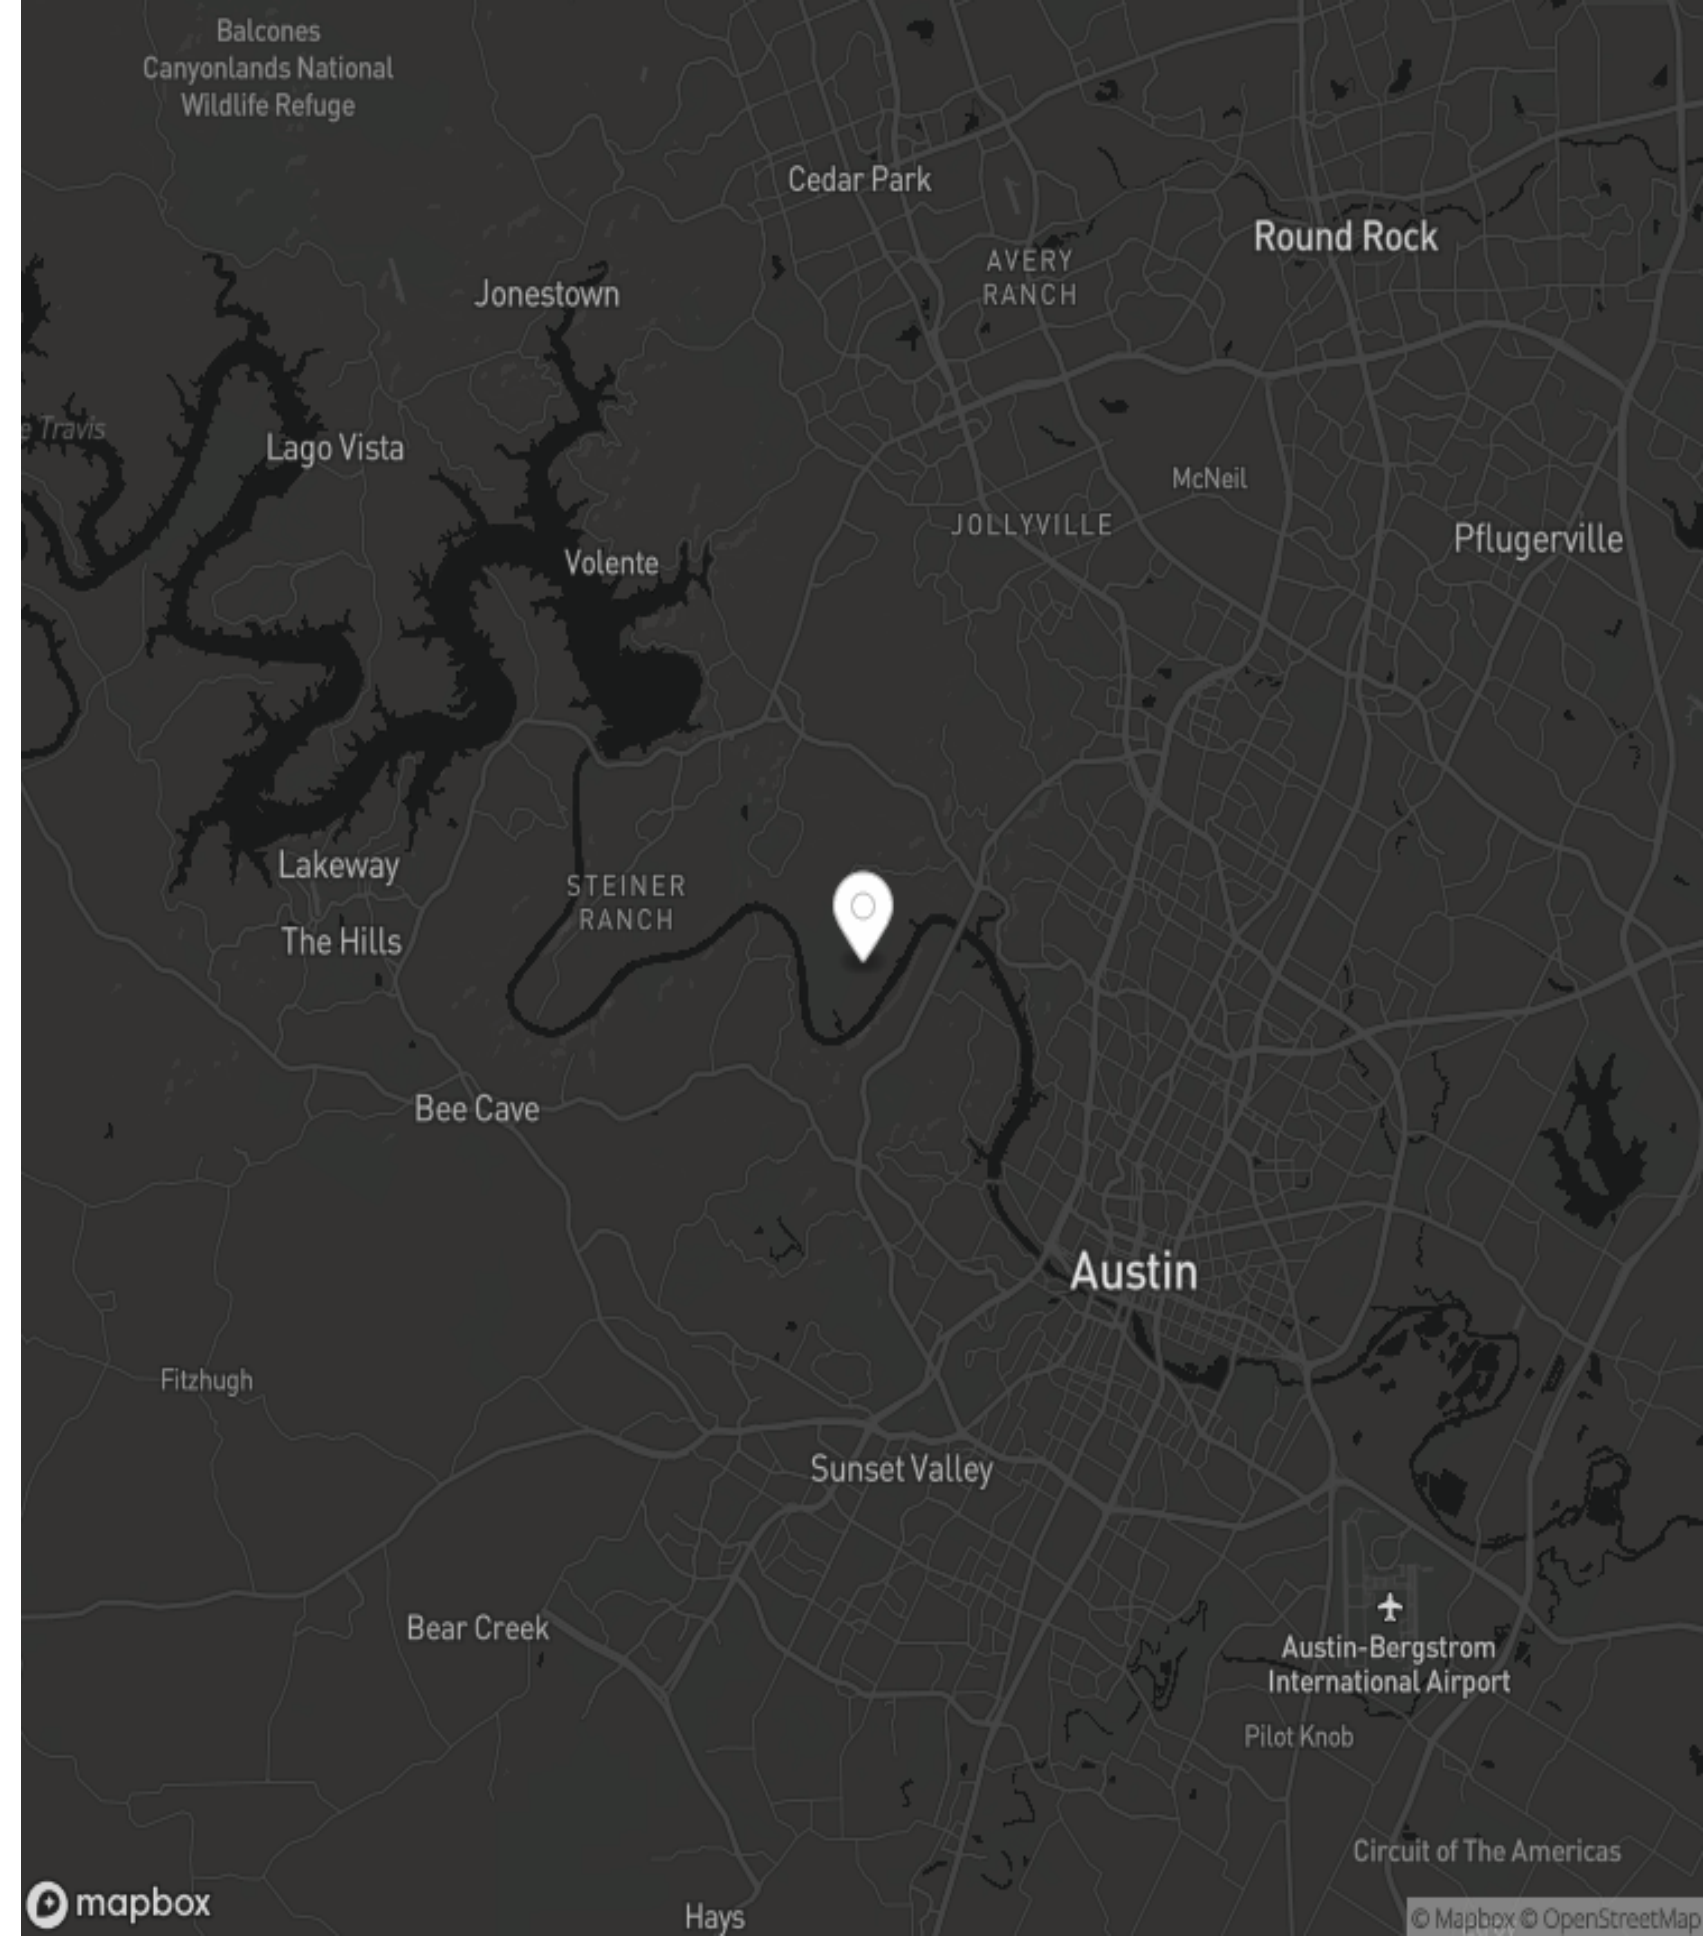 Balcones
Canyonlands National
Wildlife Refuge
Cedar Park
Round Rock
AVERY
RANCH
Jonestown
Travis
Lago Vista
McNeil
JOLLYVILLE
Pflugerville
Volente
Lakeway
STEINER
RANCH
The Hills
Bee Cave
Austin
Fitzhugh
Sunset Valley
Bear Creek
Austin-Bergstrom
International Airport
Pilot Knob
Circuit of The Americas
mapbox
Hays
© Mapbox © OpenStreetMap